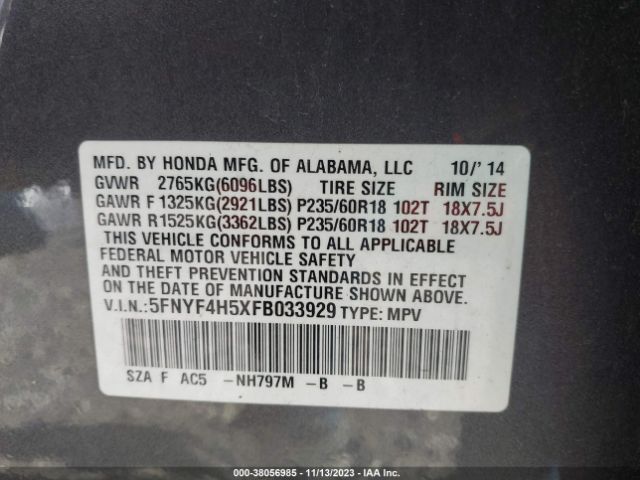 MFD. BY HONDA MFG. OF ALABAMA, LLC 10/' 14
GVWR 2765KG(6096LBS) TIRE SIZE RIM SIZE
GAWR F 1325KG(2921LBS) P235/60R18 102T 18X7.5J
GAWR R1525KG(3362LBS) P235/60R18 102T 18X7.5J
THIS VEHICLE CONFORMS TO ALL APPLICABLE
FEDERAL MOTOR VEHICLE SAFETY
AND THEFT PREVENTION STANDARDS IN EFFECT
ON THE DATE OF MANUFACTURE SHOWN ABOVE.
V.I.N.:5FNYF4H5XFB033929 TYPE: MPV
SZA F AC5 -NH797M -B -B
220 - 38056985 - 11/13/2023 - IAA Inc.